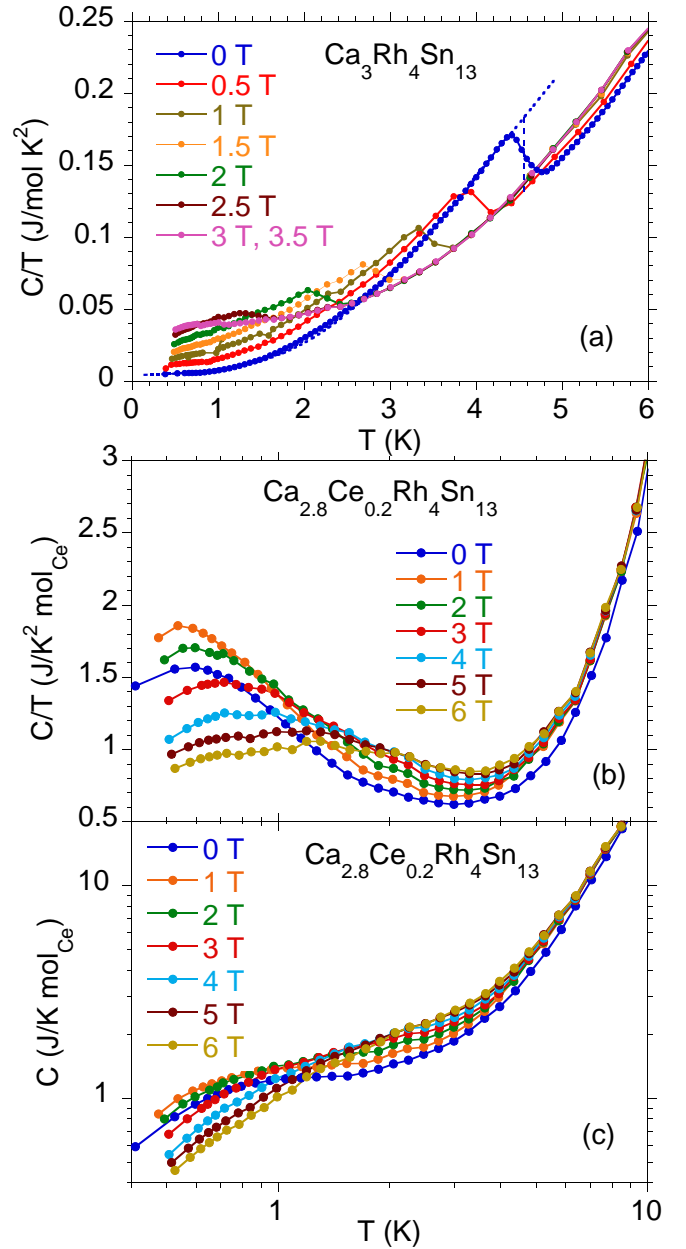 0.25
0.2
0.15
0.1
0.05
0
C/T (J/mol K²)
0 T
0.5 T
1 T
1.5 T
2 T
2.5 T
3 T, 3.5 T
Ca₃Rh₄Sn₁₃
(a)
0 1 2 3 4 5 6
T (K)
3
2.5
2
1.5
1
0.5
C/T (J/K² mol_Ce)
Ca₂.₈Ce₀.₂Rh₄Sn₁₃
0 T
1 T
2 T
3 T
4 T
5 T
6 T
(b)
10
1
C (J/K mol_Ce)
0 T
1 T
2 T
3 T
4 T
5 T
6 T
Ca₂.₈Ce₀.₂Rh₄Sn₁₃
(c)
1 10
T (K)